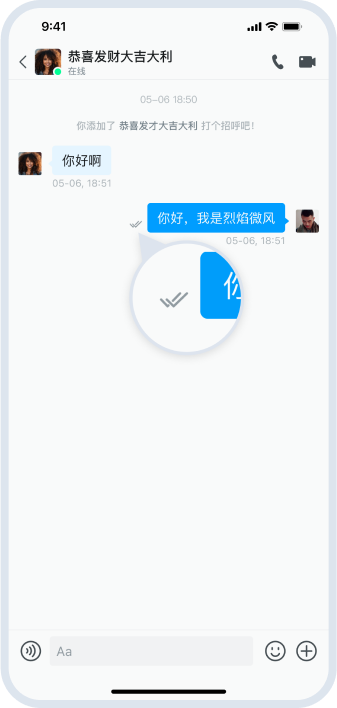 9:41
恭喜发财大吉大利
在线
05-06 18:50
你添加了 恭喜发才大吉大利 打个招呼吧！
你好啊
05-06, 18:51
你好，我是烈焰微风
05-06, 18:51
你
Aa